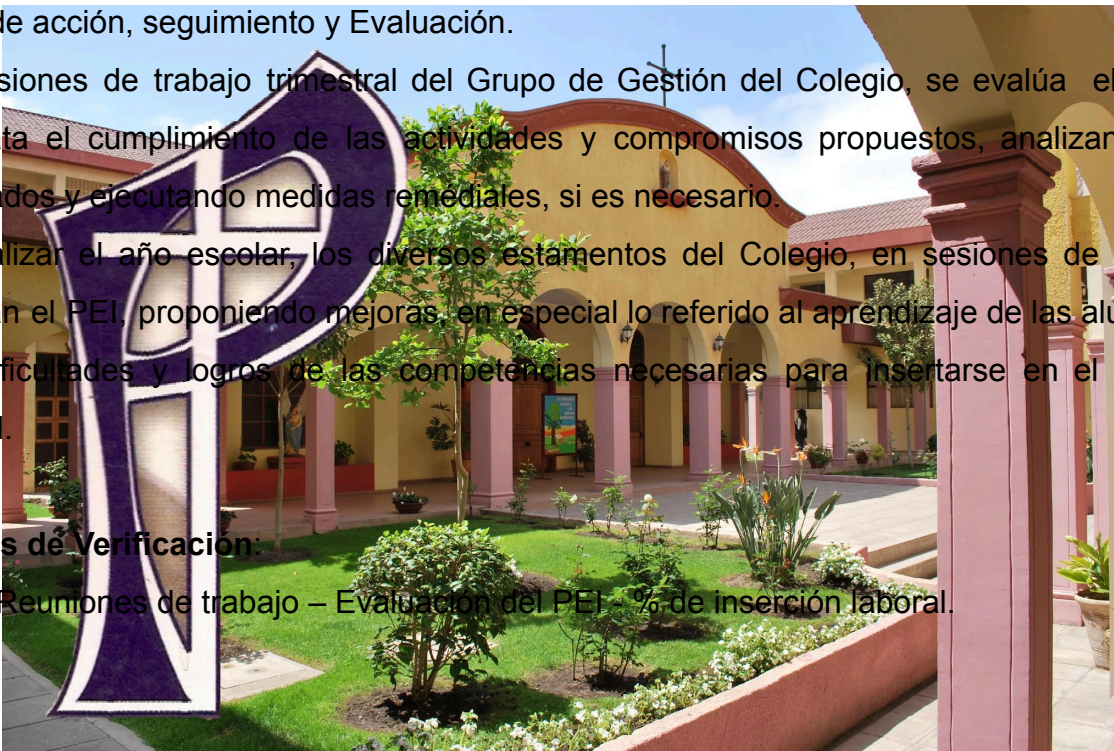 de acción, seguimiento y Evaluación.
siones de trabajo trimestral del Grupo de Gestión del Colegio, se evalúa el
ta el cumplimiento de las actividades y compromisos propuestos, analizar
ados y ejecutando medidas remédiales, si es necesario.
lizar el año escolar, los diversos estamentos del Colegio, en sesiones de
n el PEI, proponiendo mejoras, en especial lo referido al aprendizaje de las alu
ficultades y logros de las competencias necesarias para insertarse en el
l.
s de Verificación:
Reuniones de trabajo – Evaluación del PEI - % de inserción laboral.